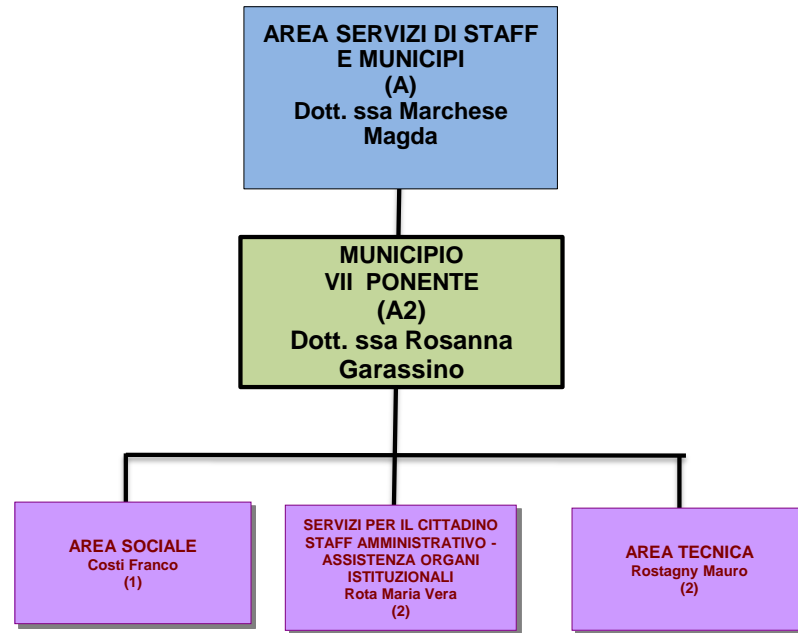 AREA SERVIZI DI STAFF
E MUNICIPI
(A)
Dott. ssa Marchese
Magda
MUNICIPIO
VII PONENTE
(A2)
Dott. ssa Rosanna
Garassino
AREA SOCIALE
Costi Franco
(1)
SERVIZI PER IL CITTADINO
STAFF AMMINISTRATIVO -
ASSISTENZA ORGANI
ISTITUZIONALI
Rota Maria Vera
(2)
AREA TECNICA
Rostagny Mauro
(2)